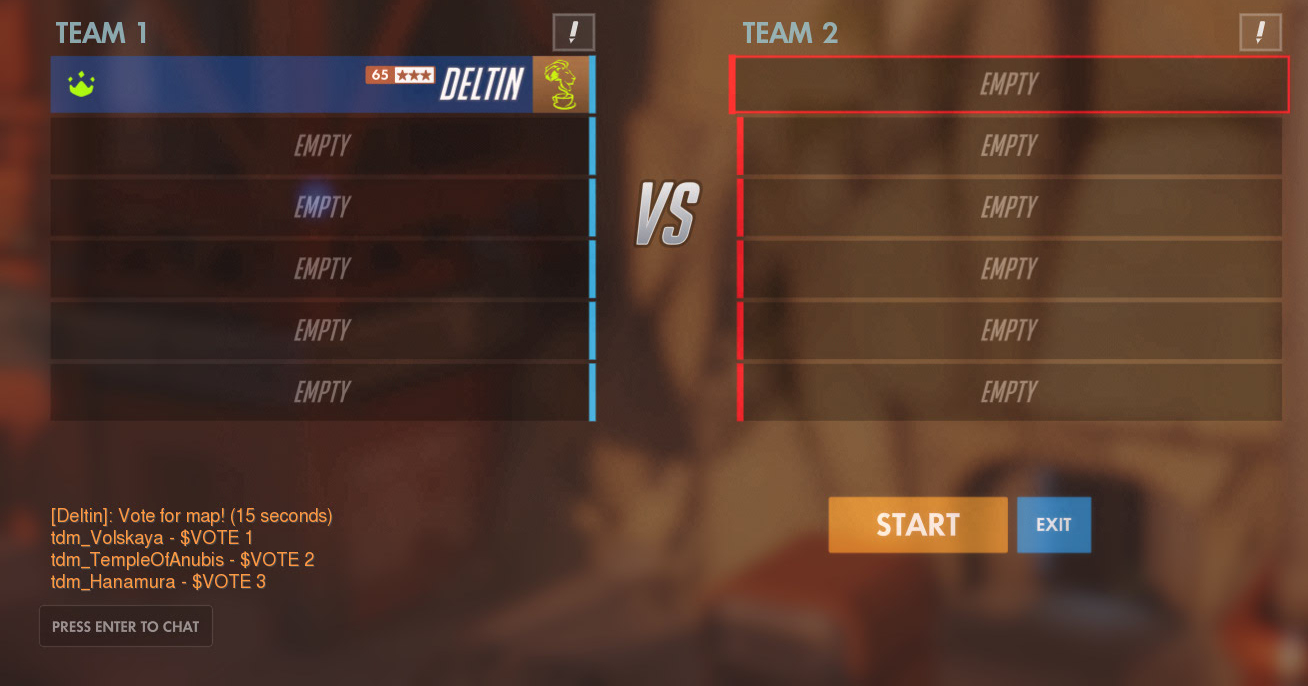 TEAM 1
!
TEAM 2
!
65
DELTIN
EMPTY
EMPTY
EMPTY
EMPTY
EMPTY
VS
EMPTY
EMPTY
EMPTY
EMPTY
EMPTY
EMPTY
[Deltin]: Vote for map! (15 seconds)
tdm_Volskaya - $VOTE 1
tdm_TempleOfAnubis - $VOTE 2
tdm_Hanamura - $VOTE 3
START
EXIT
PRESS ENTER TO CHAT